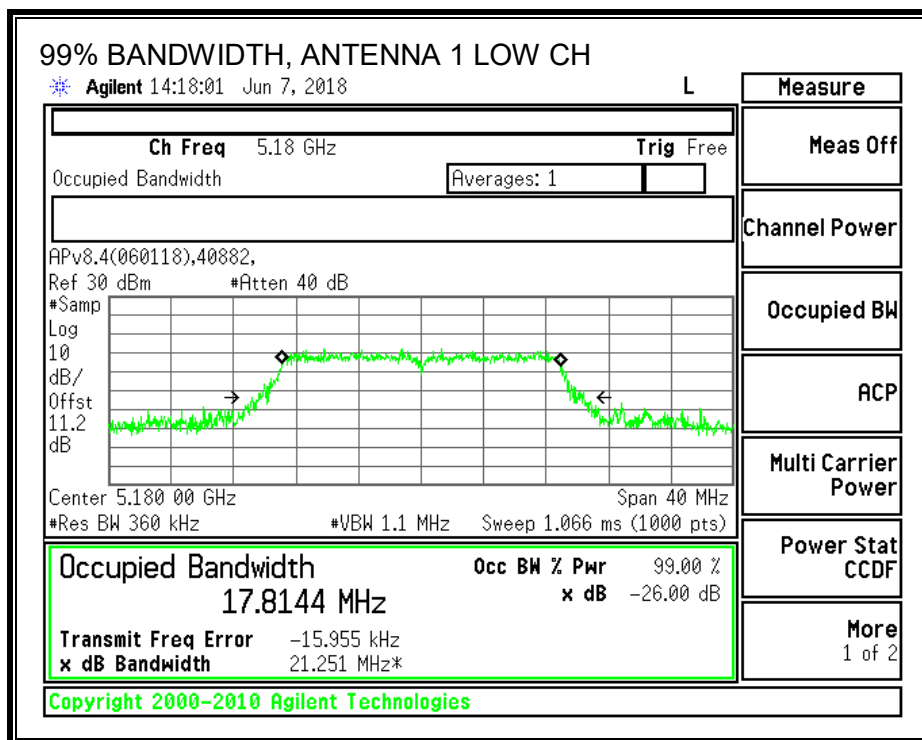 99% BANDWIDTH, ANTENNA 1 LOW CH
Agilent 14:18:01 Jun 7, 2018 L
Measure
Ch Freq 5.18 GHz Trig Free
Occupied Bandwidth Averages: 1
Meas Off
Channel Power
APv8.4(060118),40882,
Ref 30 dBm #Atten 40 dB
#Samp
Log
10
dB/
Offst
11.2
dB
Occupied BW
ACP
Multi Carrier
Power
Center 5.180 00 GHz Span 40 MHz
#Res BW 360 kHz #VBW 1.1 MHz Sweep 1.066 ms (1000 pts)
Power Stat
CCDF
Occupied Bandwidth Occ BW % Pwr 99.00 %
17.8144 MHz x dB -26.00 dB
Transmit Freq Error -15.955 kHz
x dB Bandwidth 21.251 MHz*
More
1 of 2
Copyright 2000-2010 Agilent Technologies